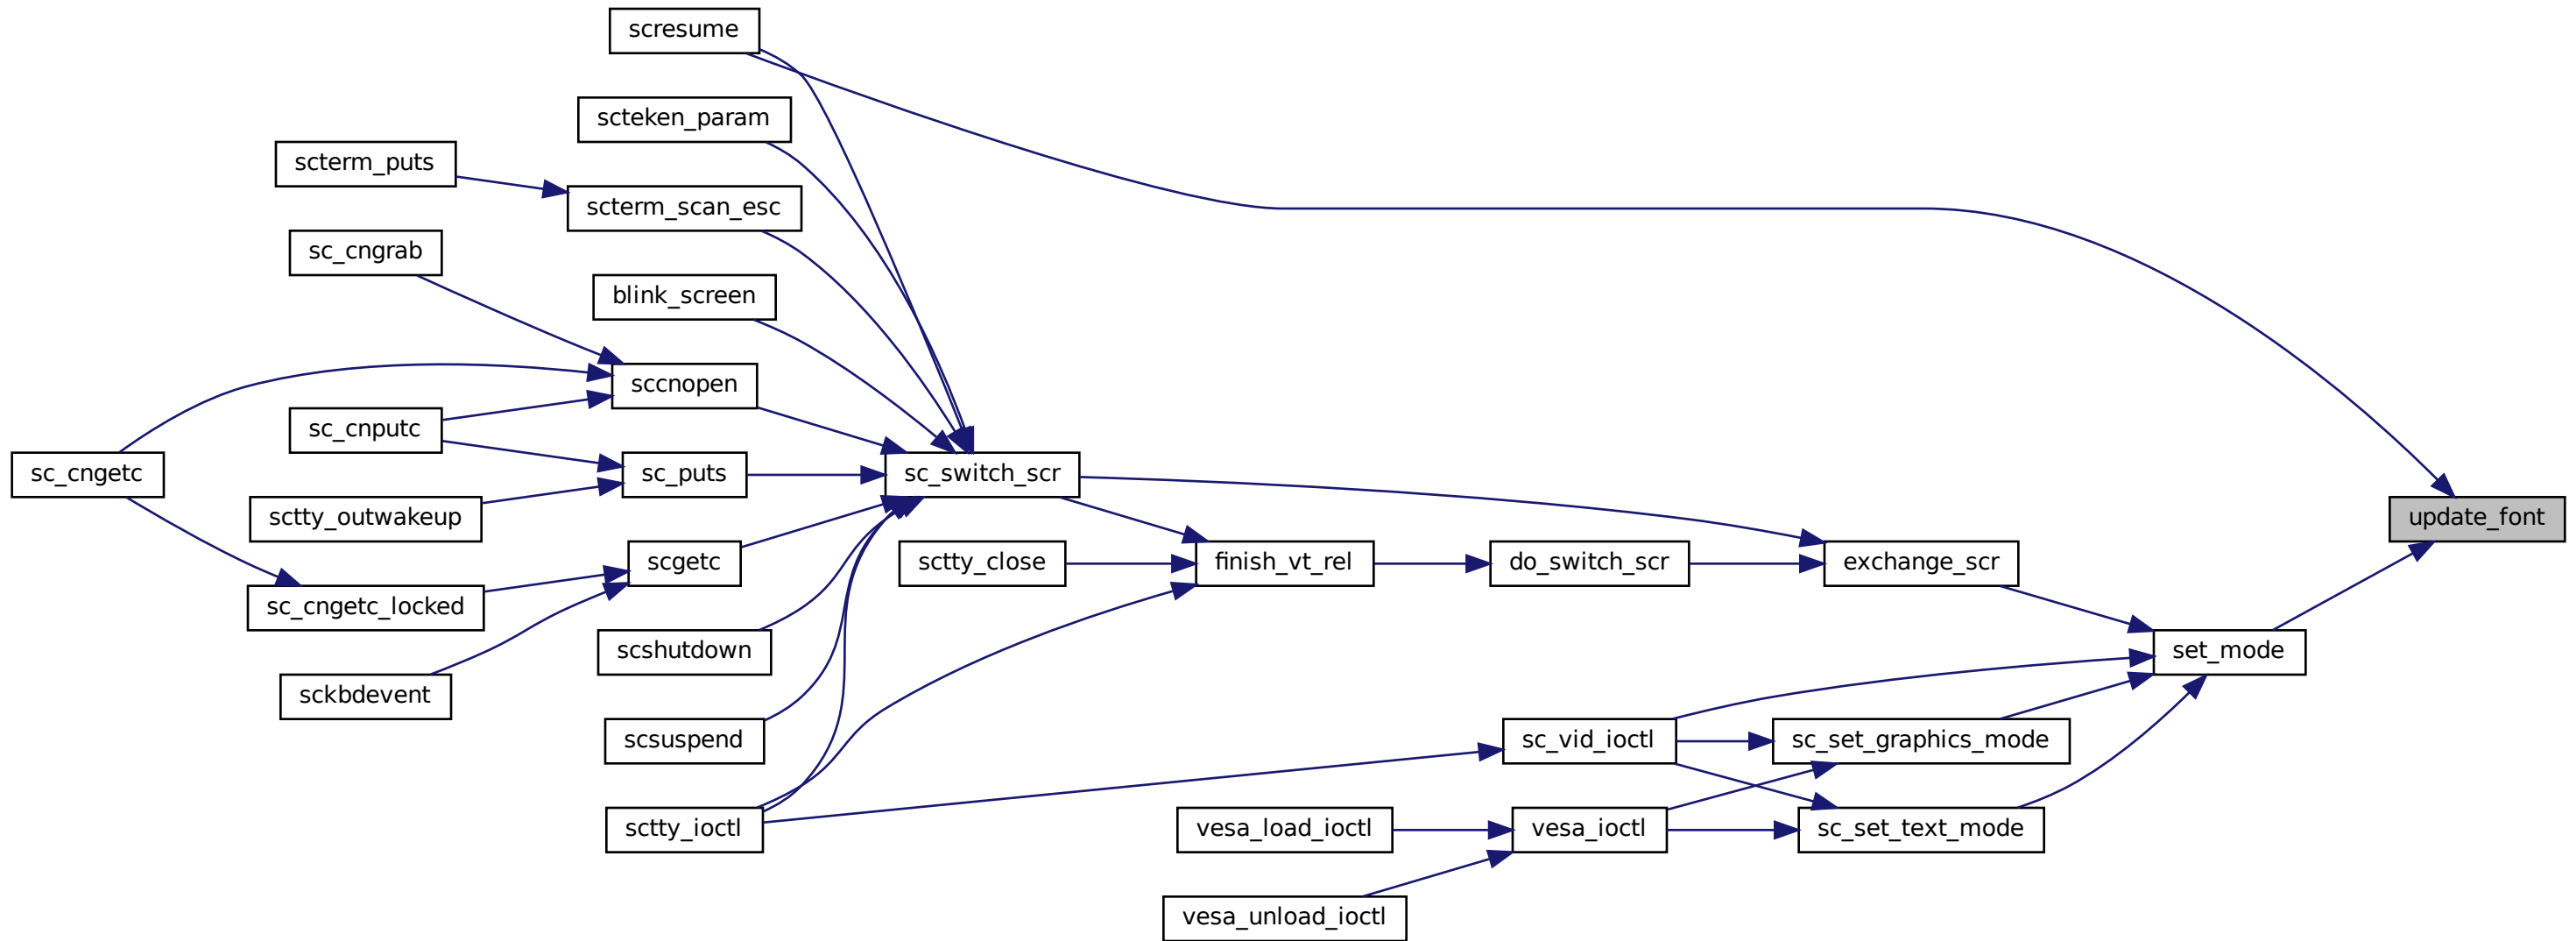 scresume
scteken_param
scterm_puts
scterm_scan_esc
sc_cngrab
blink_screen
sccnopen
sc_cnputc
sc_cngetc
sc_puts
sc_switch_scr
sctty_outwakeup
update_font
scgetc
sctty_close
finish_vt_rel
do_switch_scr
exchange_scr
sc_cngetc_locked
scshutdown
set_mode
sckbdevent
scsuspend
sc_vid_ioctl
sc_set_graphics_mode
sctty_ioctl
vesa_load_ioctl
vesa_ioctl
sc_set_text_mode
vesa_unload_ioctl